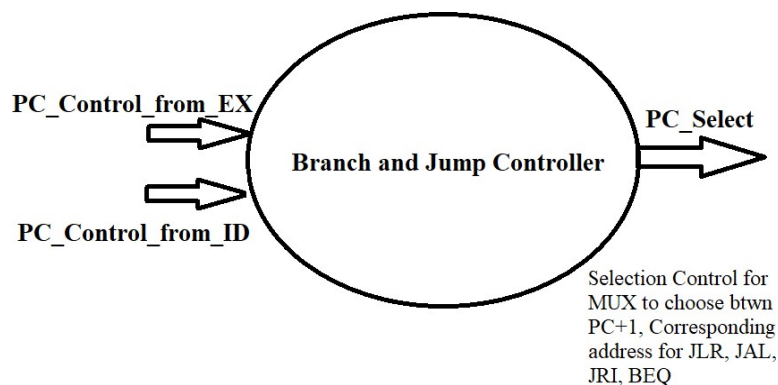 PC_Control_from_EX
PC_Select
Branch and Jump Controller
PC_Control_from_ID
Selection Control for
MUX to choose btwn
PC+1, Corresponding
address for JLR, JAL,
JRI, BEQ